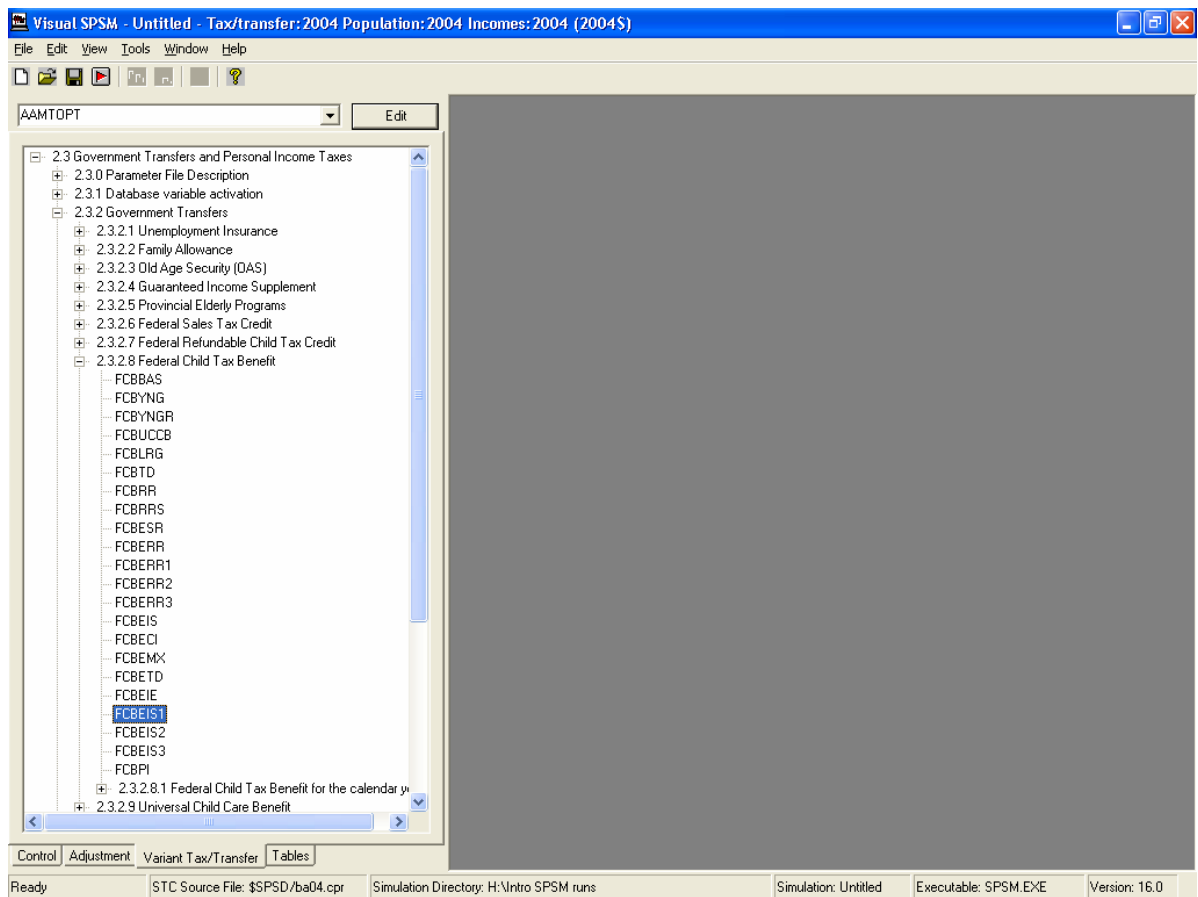 Visual SPSM - Untitled - Tax/transfer:2004 Population:2004 Incomes:2004 (2004$)
File Edit View Tools Window Help
AAMTOPT Edit
2.3 Government Transfers and Personal Income Taxes
2.3.0 Parameter File Description
2.3.1 Database variable activation
2.3.2 Government Transfers
2.3.2.1 Unemployment Insurance
2.3.2.2 Family Allowance
2.3.2.3 Old Age Security (OAS)
2.3.2.4 Guaranteed Income Supplement
2.3.2.5 Provincial Elderly Programs
2.3.2.6 Federal Sales Tax Credit
2.3.2.7 Federal Refundable Child Tax Credit
2.3.2.8 Federal Child Tax Benefit
FCBBAS
FCBYNG
FCBYNGR
FCBUCCB
FCBLRG
FCBTD
FCBRR
FCBRRS
FCBESR
FCBERR
FCBERR1
FCBERR2
FCBERR3
FCBEIS
FCBECI
FCBEMX
FCBETD
FCBEIE
FCBEIS1
FCBEIS2
FCBEIS3
FCBPI
2.3.2.8.1 Federal Child Tax Benefit for the calendar y
2.3.2.9 Universal Child Care Benefit
Control Adjustment Variant Tax/Transfer Tables
Ready STC Source File: $SPSD/ba04.cpr Simulation Directory: H:\Intro SPSM runs Simulation: Untitled Executable: SPSM.EXE Version: 16.0